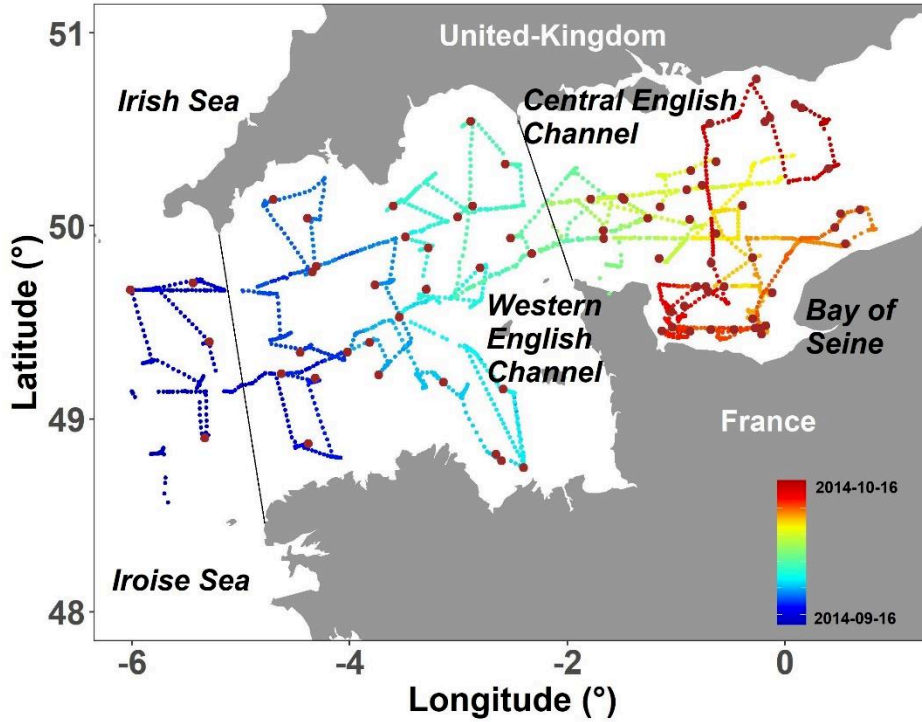 51
United-Kingdom
Irish Sea
Central English
Channel
50
Latitude (°)
Western
English
Channel
Bay of
Seine
49
France
2014-10-16
Iroise Sea
48
2014-09-16
-6
-4
-2
0
Longitude (°)